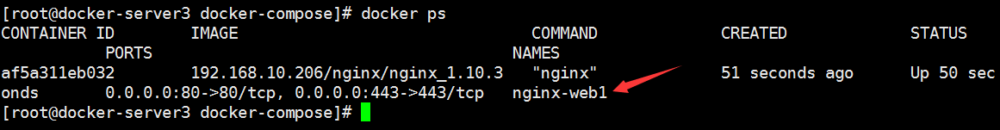 [root@docker-server3 docker-compose]# docker ps
CONTAINER ID        IMAGE                               COMMAND             CREATED             STATUS
          PORTS                                      NAMES
af5a311eb032        192.168.10.206/nginx/nginx_1.10.3   "nginx"             51 seconds ago      Up 50 sec
onds      0.0.0.0:80->80/tcp, 0.0.0.0:443->443/tcp   nginx-web1
[root@docker-server3 docker-compose]#